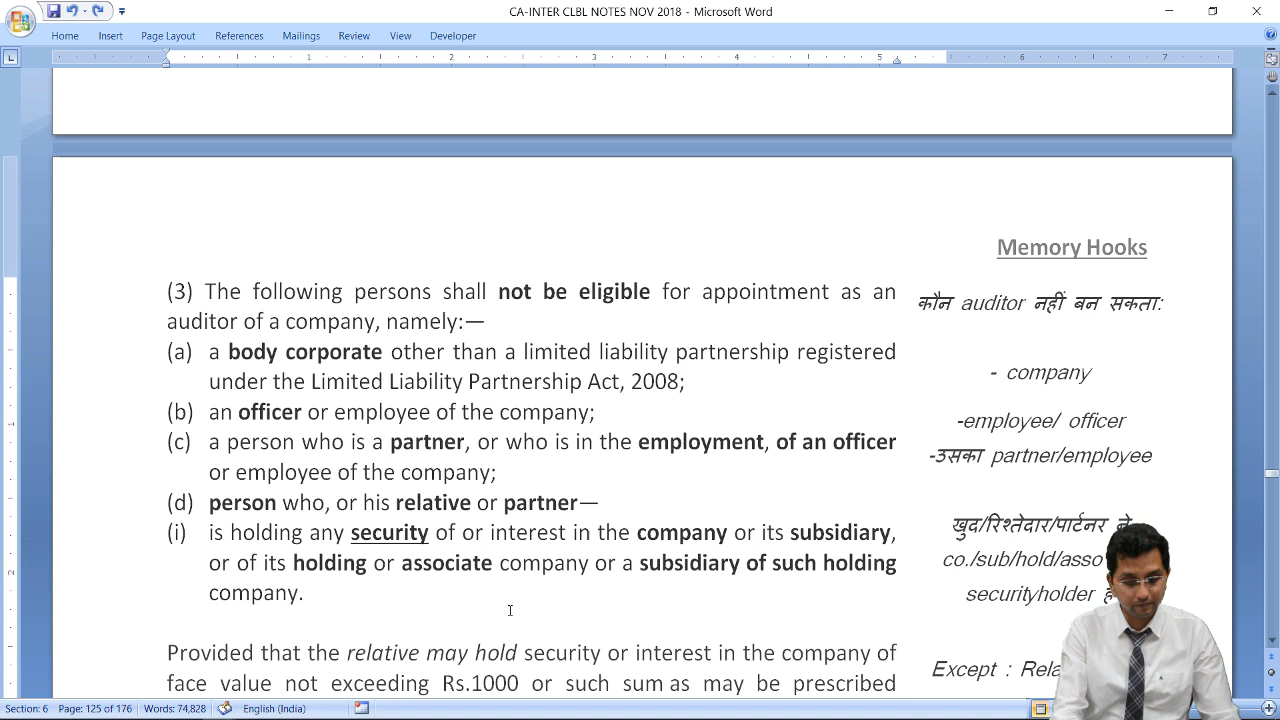 CA-INTER CLBL NOTES NOV 2018 - Microsoft Word
Home Insert Page Layout References Mailings Review View Developer
1 2 3 4 5 6 7
Memory Hooks
(3) The following persons shall not be eligible for appointment as an
auditor of a company, namely:—
कौन auditor नहीं बन सकता:
(a) a body corporate other than a limited liability partnership registered
under the Limited Liability Partnership Act, 2008;
- company
(b) an officer or employee of the company;
-employee/ officer
(c) a person who is a partner, or who is in the employment, of an officer
or employee of the company;
-उसका partner/employee
(d) person who, or his relative or partner—
(i) is holding any security of or interest in the company or its subsidiary,
or of its holding or associate company or a subsidiary of such holding
company.
खुद/रिश्तेदार/पार्टनर ने
co./sub/hold/asso
securityholder
Provided that the relative may hold security or interest in the company of
face value not exceeding Rs.1000 or such sum as may be prescribed
Except :
Section: 6 Page: 125 of 176 Words: 74,828 English (India)